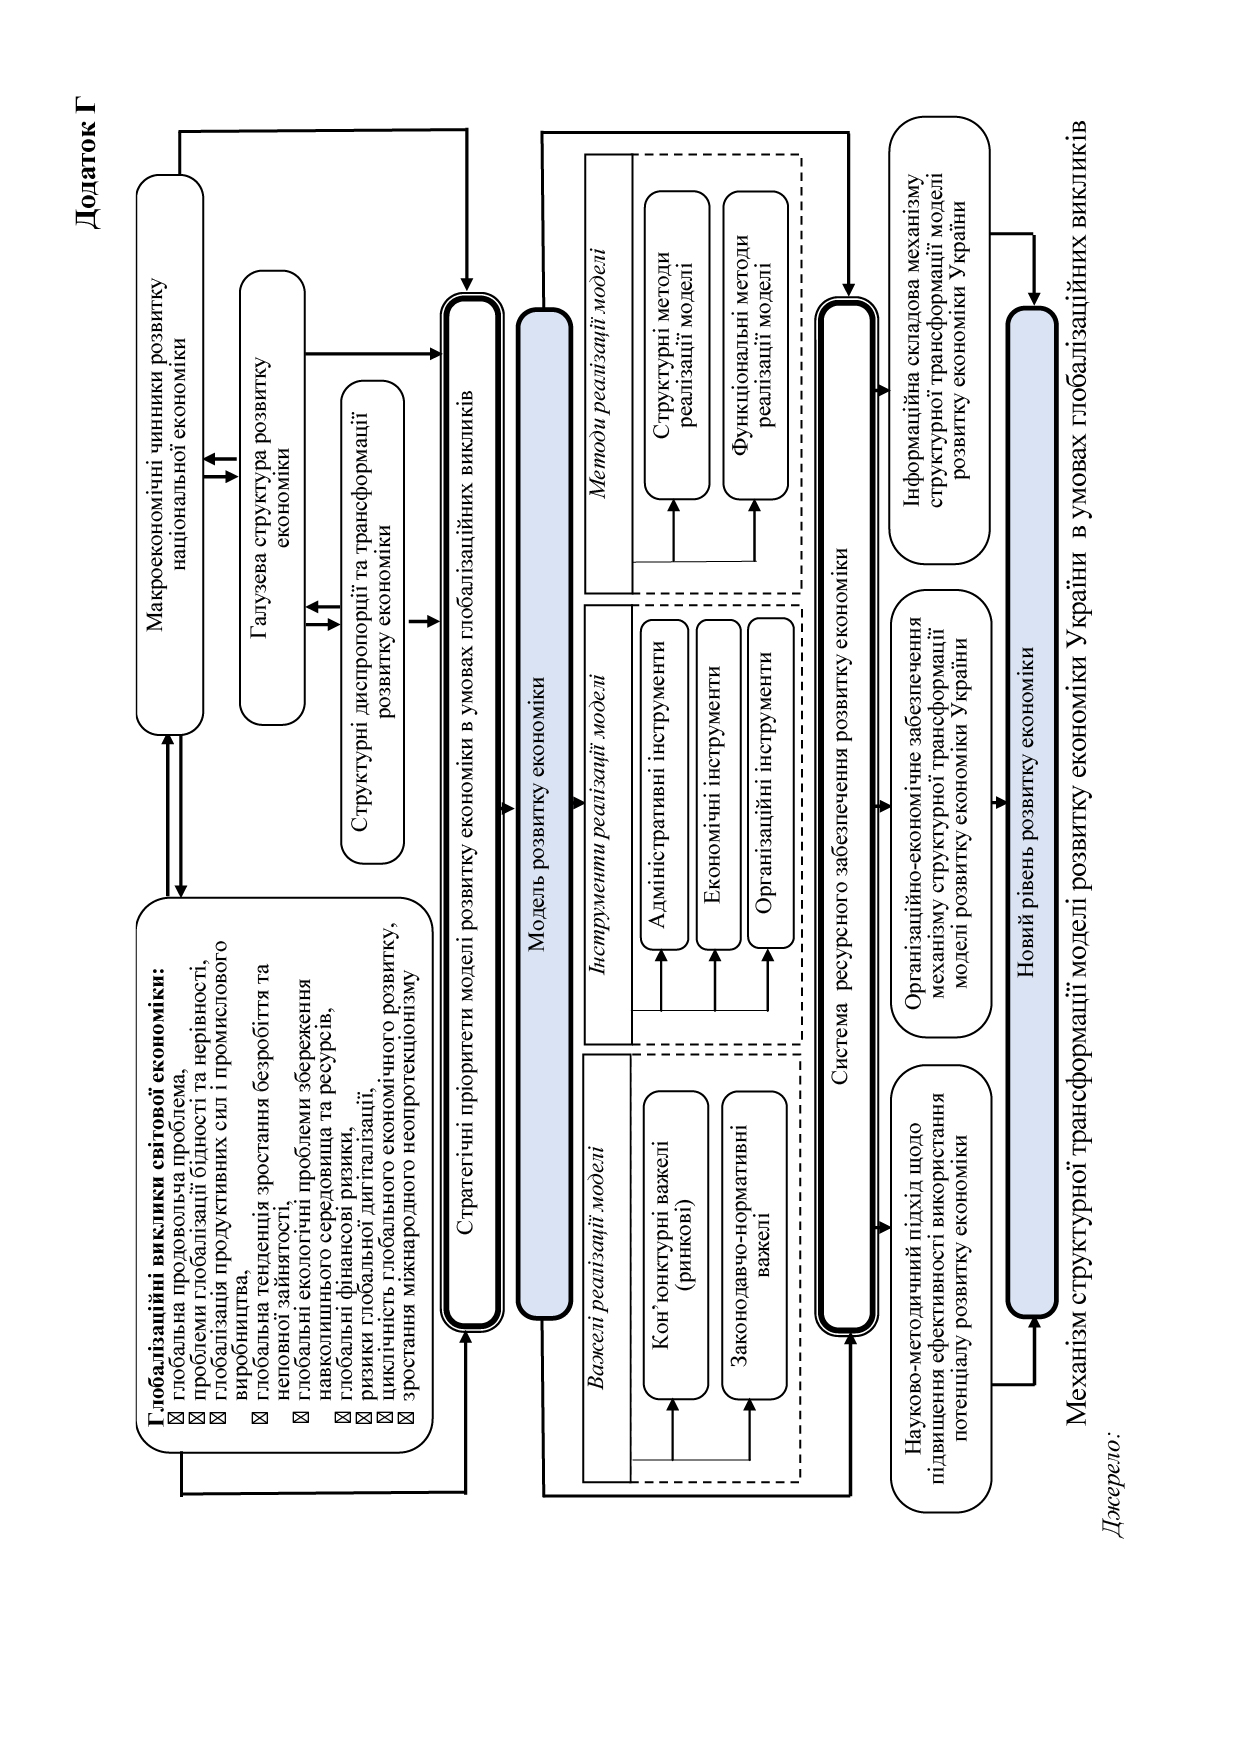 Додаток Г
Глобалізаційні виклики світової економіки:
глобальна продовольча проблема,
проблеми глобалізації бідності та нерівності,
глобалізація продуктивних сил і промислового
виробництва,
глобальна тенденція зростання безробіття та
неповної зайнятості,
глобальні екологічні проблеми збереження
навколишнього середовища та ресурсів,
глобальні фінансові ризики,
ризики глобальної дигіталізації,
циклічність глобального економічного розвитку,
зростання міжнародного неопротекціонізму
Макроекономічні чинники розвитку
національної економіки
Галузева структура розвитку
економіки
Структурні диспропорції та трансформації
розвитку економіки
Стратегічні пріоритети моделі розвитку економіки в умовах глобалізаційних викликів
Модель розвитку економіки
Важелі реалізації моделі
Кон’юнктурні важелі
(ринкові)
Законодавчо-нормативні
важелі
Інструменти реалізації моделі
Адміністративні інструменти
Економічні інструменти
Організаційні інструменти
Методи реалізації моделі
Структурні методи
реалізації моделі
Функціональні методи
реалізації моделі
Система ресурсного забезпечення розвитку економіки
Науково-методичний підхід щодо
підвищення ефективності використання
потенціалу розвитку економіки
Організаційно-економічне забезпечення
механізму структурної трансформації
моделі розвитку економіки України
Інформаційна складова механізму
структурної трансформації моделі
розвитку економіки України
Новий рівень розвитку економіки
Механізм структурної трансформації моделі розвитку економіки України в умовах глобалізаційних викликів
Джерело: